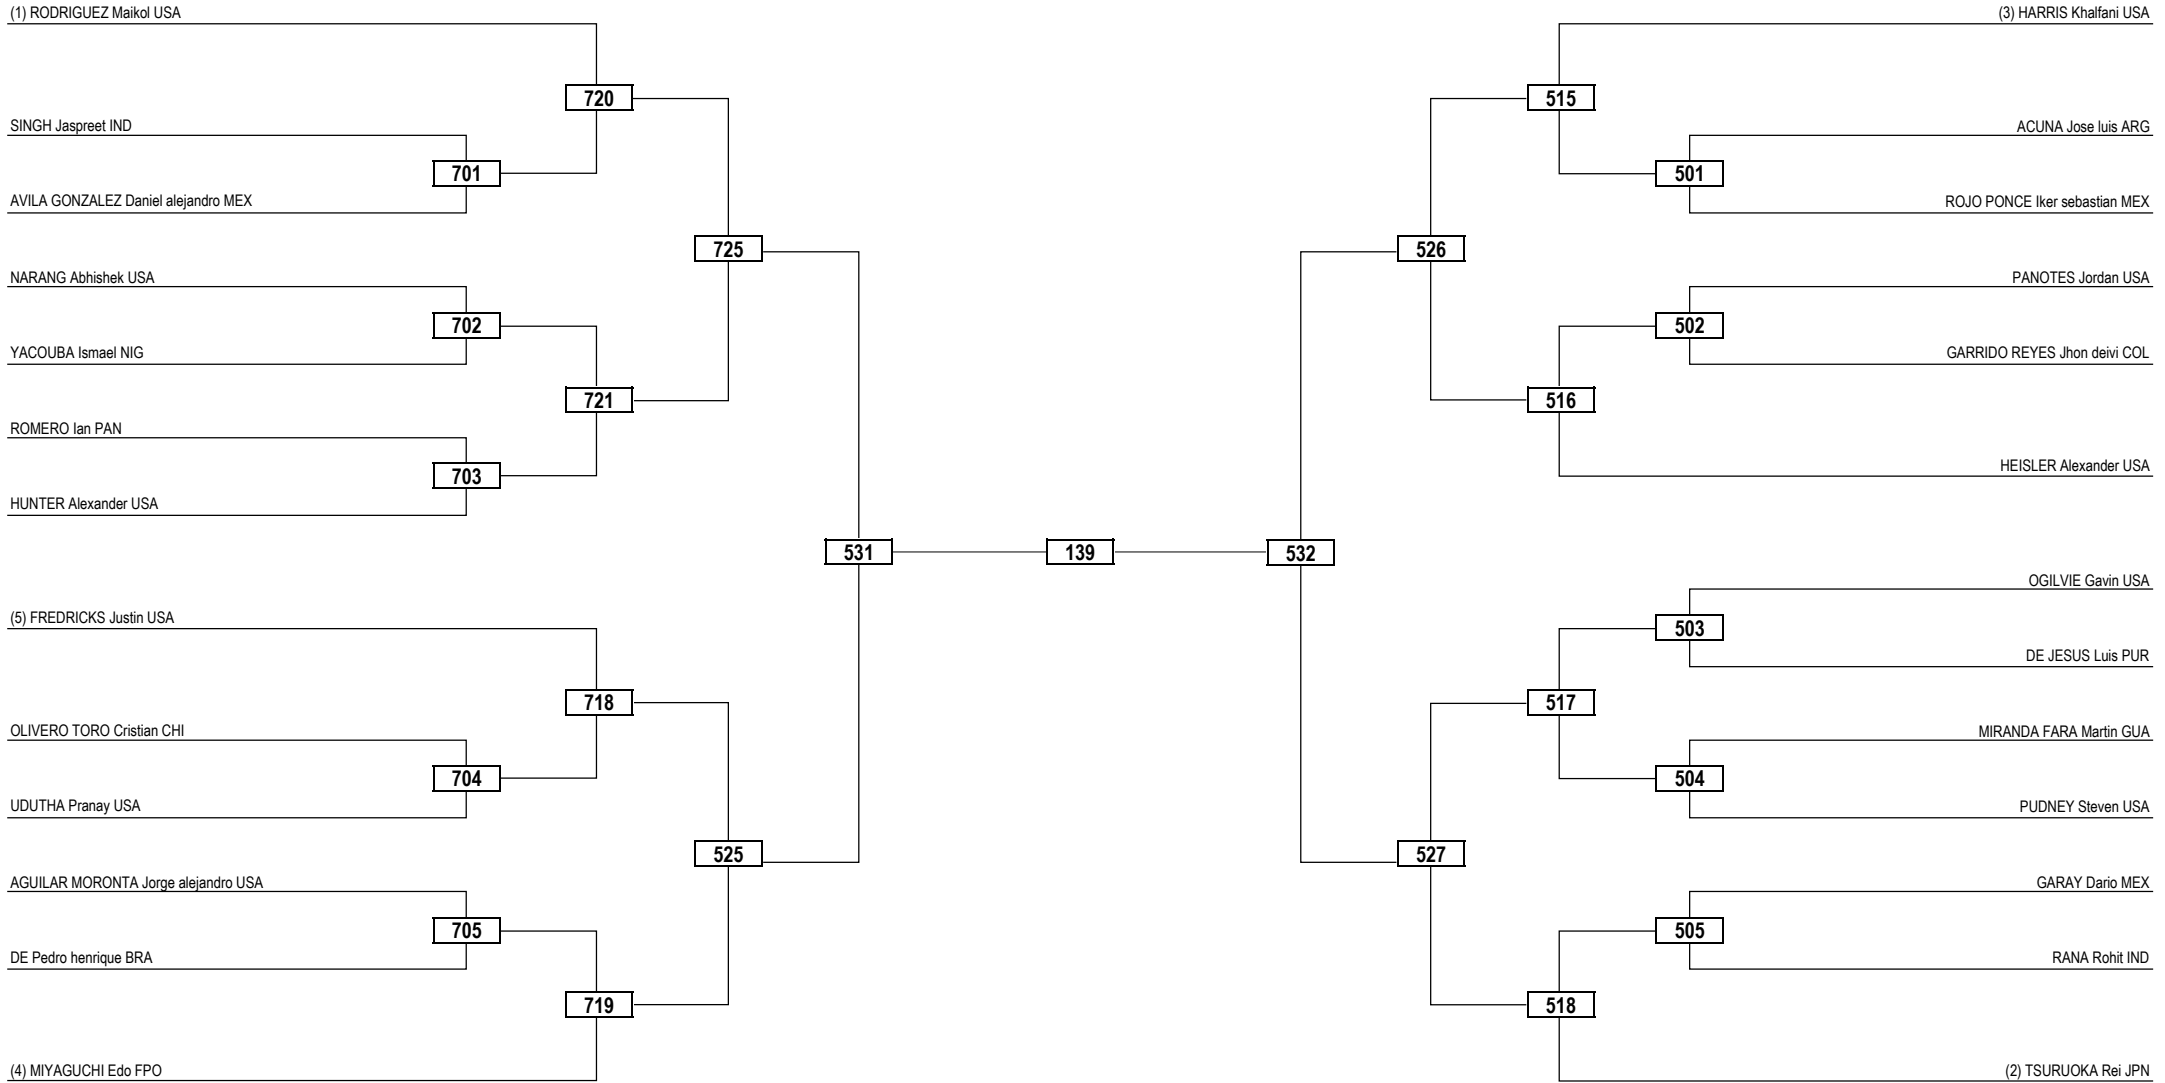 (1) RODRIGUEZ Maikol USA
720
SINGH Jaspreet IND
701
AVILA GONZALEZ Daniel alejandro MEX
725
NARANG Abhishek USA
702
YACOUBA Ismael NIG
721
ROMERO Ian PAN
703
HUNTER Alexander USA
531
(5) FREDRICKS Justin USA
718
OLIVERO TORO Cristian CHI
704
UDUTHA Pranay USA
525
AGUILAR MORONTA Jorge alejandro USA
705
DE Pedro henrique BRA
719
(4) MIYAGUCHI Edo FPO
139
(3) HARRIS Khalfani USA
515
ACUNA Jose luis ARG
501
ROJO PONCE Iker sebastian MEX
526
PANOTES Jordan USA
502
GARRIDO REYES Jhon deivi COL
516
HEISLER Alexander USA
532
OGILVIE Gavin USA
503
DE JESUS Luis PUR
517
MIRANDA FARA Martin GUA
504
PUDNEY Steven USA
527
GARAY Dario MEX
505
RANA Rohit IND
518
(2) TSURUOKA Rei JPN